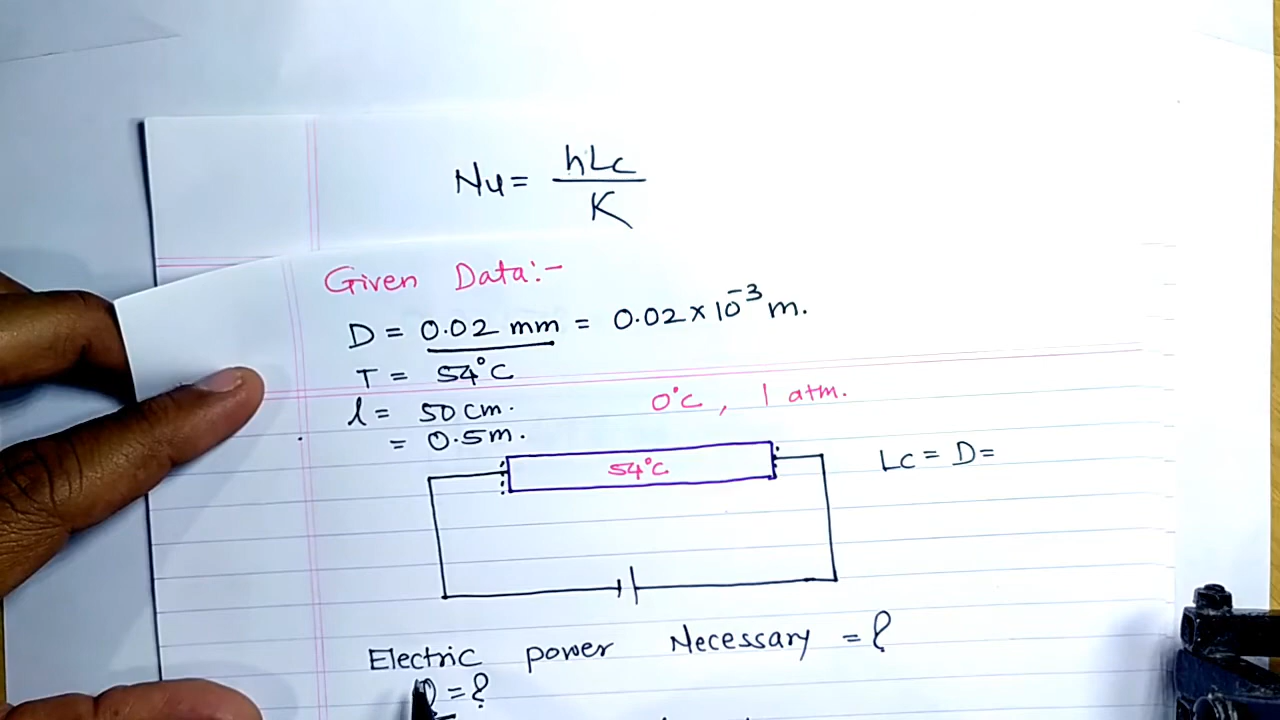 Nu = hLc / K
Given Data:-
D = 0.02 mm = 0.02 × 10⁻³ m.
T = 54°C
l = 50 cm.
= 0.5 m.
0°C, 1 atm.
54°C
Lc = D =
Electric power Necessary = ?
Q = ?